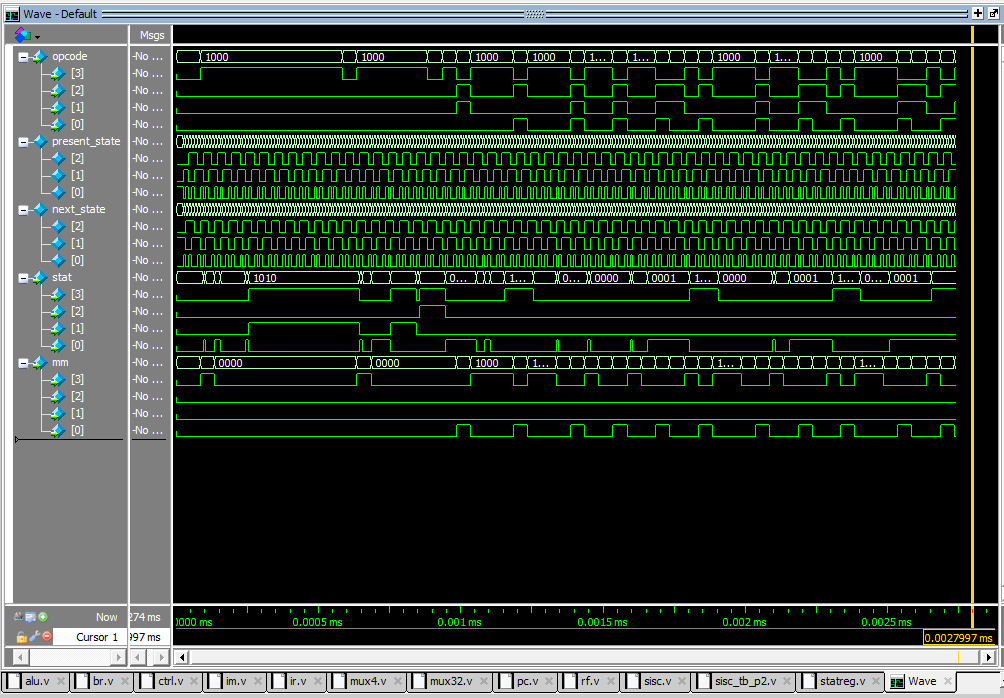 Wave - Default
Msgs
opcode -No ... 1000 1000 1000 1000 1... 1... 1000 1... 1000
[3] -No ...
[2] -No ...
[1] -No ...
[0] -No ...
present_state -No ...
[2] -No ...
[1] -No ...
[0] -No ...
next_state -No ...
[2] -No ...
[1] -No ...
[0] -No ...
stat -No ... 1010 0... 1... 0... 0000 0001 1... 0000 0001 1... 0... 0001
[3] -No ...
[2] -No ...
[1] -No ...
[0] -No ...
mm -No ... 0000 0000 1000 1... 1... 1...
[3] -No ...
[2] -No ...
[1] -No ...
[0] -No ...
Now 274 ms 0000 ms 0.0005 ms 0.001 ms 0.0015 ms 0.002 ms 0.0025 ms
Cursor 1 997 ms 0.0027997 ms
alu.v br.v ctrl.v im.v ir.v mux4.v mux32.v pc.v rf.v sisc.v sisc_tb_p2.v statreg.v Wave